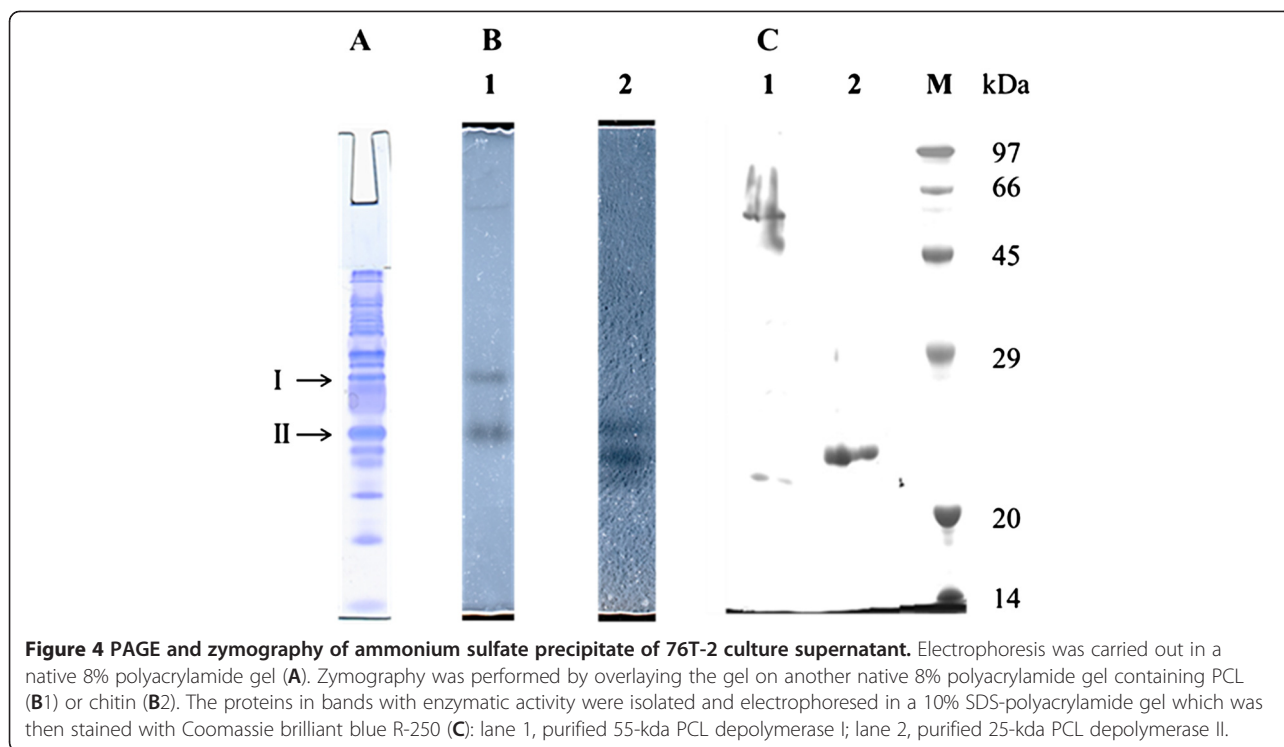 A B C
1 2 1 2 M kDa
97
66
45
29
20
14
I →
II →
Figure 4 PAGE and zymography of ammonium sulfate precipitate of 76T-2 culture supernatant. Electrophoresis was carried out in a
native 8% polyacrylamide gel (A). Zymography was performed by overlaying the gel on another native 8% polyacrylamide gel containing PCL
(B1) or chitin (B2). The proteins in bands with enzymatic activity were isolated and electrophoresed in a 10% SDS-polyacrylamide gel which was
then stained with Coomassie brilliant blue R-250 (C): lane 1, purified 55-kda PCL depolymerase I; lane 2, purified 25-kda PCL depolymerase II.